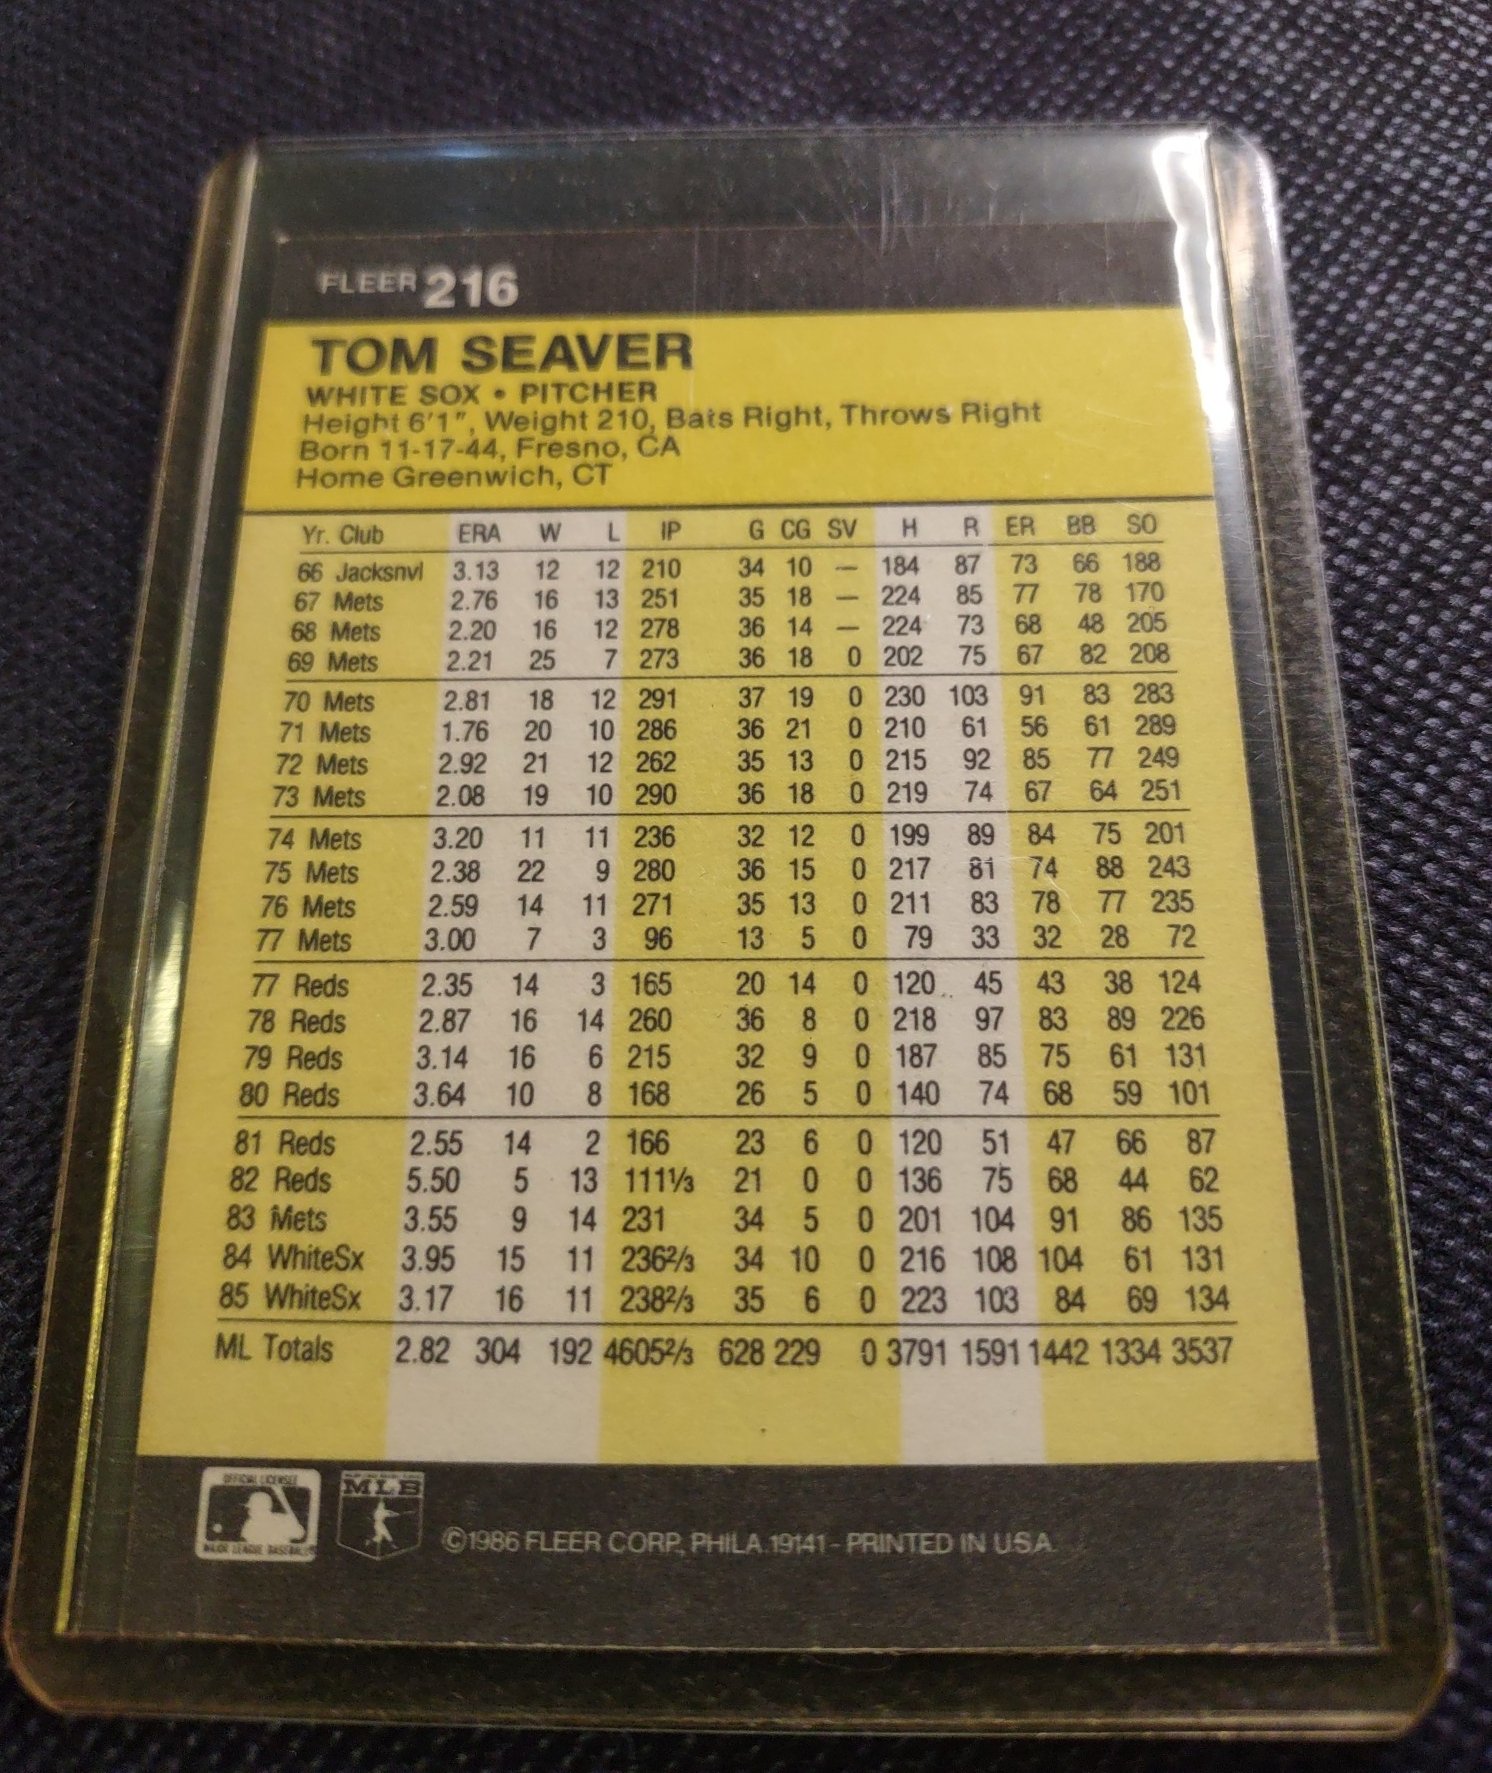 FLEER 216
TOM SEAVER
WHITE SOX • PITCHER
Height 6'1", Weight 210, Bats Right, Throws Right
Born 11-17-44, Fresno, CA
Home Greenwich, CT
Yr. Club ERA W L IP G CG SV H R ER BB SO
66 Jacksnvl 3.13 12 12 210 34 10 — 184 87 73 66 188
67 Mets 2.76 16 13 251 35 18 — 224 85 77 78 170
68 Mets 2.20 16 12 278 36 14 — 224 73 68 48 205
69 Mets 2.21 25 7 273 36 18 0 202 75 67 82 208
70 Mets 2.81 18 12 291 37 19 0 230 103 91 83 283
71 Mets 1.76 20 10 286 36 21 0 210 61 56 61 289
72 Mets 2.92 21 12 262 35 13 0 215 92 85 77 249
73 Mets 2.08 19 10 290 36 18 0 219 74 67 64 251
74 Mets 3.20 11 11 236 32 12 0 199 89 84 75 201
75 Mets 2.38 22 9 280 36 15 0 217 81 74 88 243
76 Mets 2.59 14 11 271 35 13 0 211 83 78 77 235
77 Mets 3.00 7 3 96 13 5 0 79 33 32 28 72
77 Reds 2.35 14 3 165 20 14 0 120 45 43 38 124
78 Reds 2.87 16 14 260 36 8 0 218 97 83 89 226
79 Reds 3.14 16 6 215 32 9 0 187 85 75 61 131
80 Reds 3.64 10 8 168 26 5 0 140 74 68 59 101
81 Reds 2.55 14 2 166 23 6 0 120 51 47 66 87
82 Reds 5.50 5 13 111⅓ 21 0 0 136 75 68 44 62
83 Mets 3.55 9 14 231 34 5 0 201 104 91 86 135
84 WhiteSx 3.95 15 11 236⅔ 34 10 0 216 108 104 61 131
85 WhiteSx 3.17 16 11 238⅔ 35 6 0 223 103 84 69 134
ML Totals 2.82 304 192 4605⅔ 628 229 0 3791 1591 1442 1334 3537
OFFICIAL LICENSEE
MAJOR LEAGUE BASEBALL
MLB
©1986 FLEER CORP., PHILA. 19141 - PRINTED IN U.S.A.